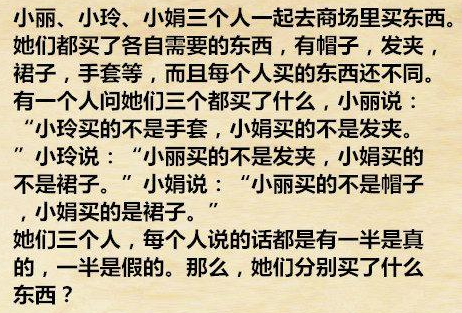 小丽、小玲、小娟三个人一起去商场里买东西。
她们都买了各自需要的东西，有帽子，发夹，
裙子，手套等，而且每个人买的东西还不同。
有一个人问她们三个都买了什么，小丽说：
“小玲买的不是手套，小娟买的不是发夹。
”小玲说：“小丽买的不是发夹，小娟买的
不是裙子。”小娟说：“小丽买的不是帽子
，小娟买的是裙子。”
她们三个人，每个人说的话都是有一半是真
的，一半是假的。那么，她们分别买了什么
东西？